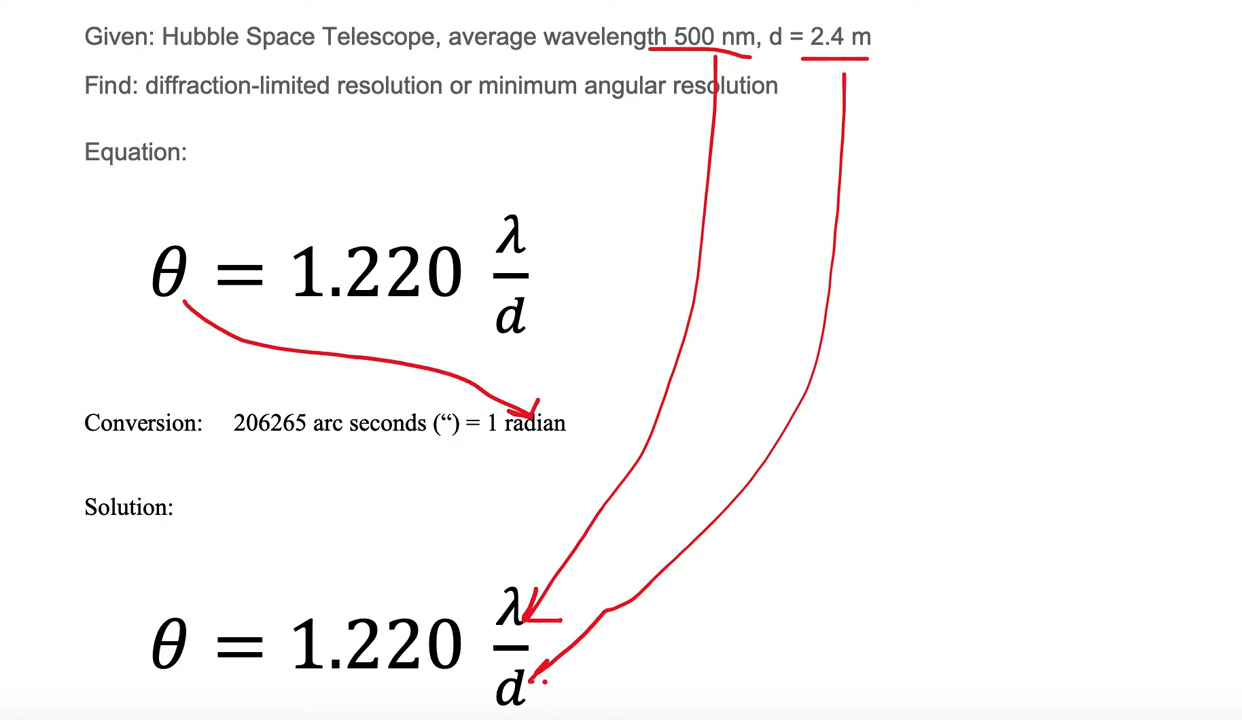 Given: Hubble Space Telescope, average wavelength 500 nm, d = 2.4 m
Find: diffraction-limited resolution or minimum angular resolution
Equation:
θ = 1.220 λ/d
Conversion: 206265 arc seconds (“) = 1 radian
Solution:
θ = 1.220 λ/d